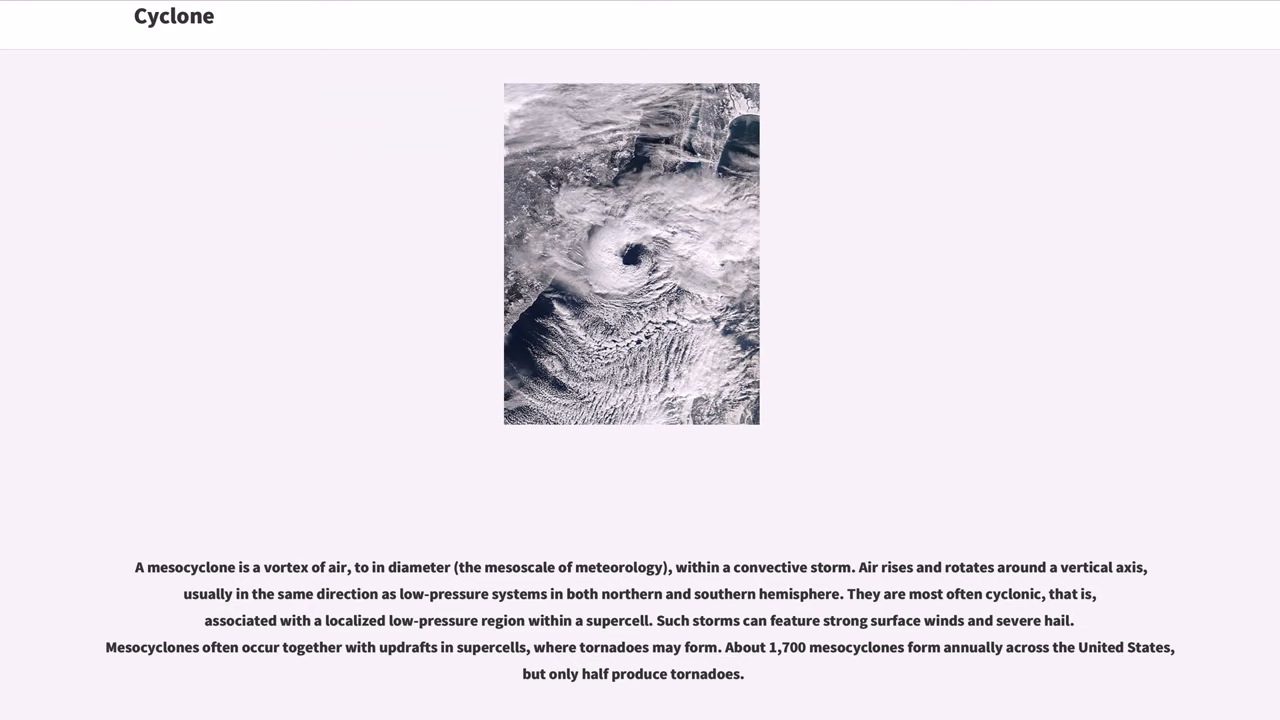 Cyclone
A mesocyclone is a vortex of air, to in diameter (the mesoscale of meteorology), within a convective storm. Air rises and rotates around a vertical axis,
usually in the same direction as low-pressure systems in both northern and southern hemisphere. They are most often cyclonic, that is,
associated with a localized low-pressure region within a supercell. Such storms can feature strong surface winds and severe hail.
Mesocyclones often occur together with updrafts in supercells, where tornadoes may form. About 1,700 mesocyclones form annually across the United States,
but only half produce tornadoes.